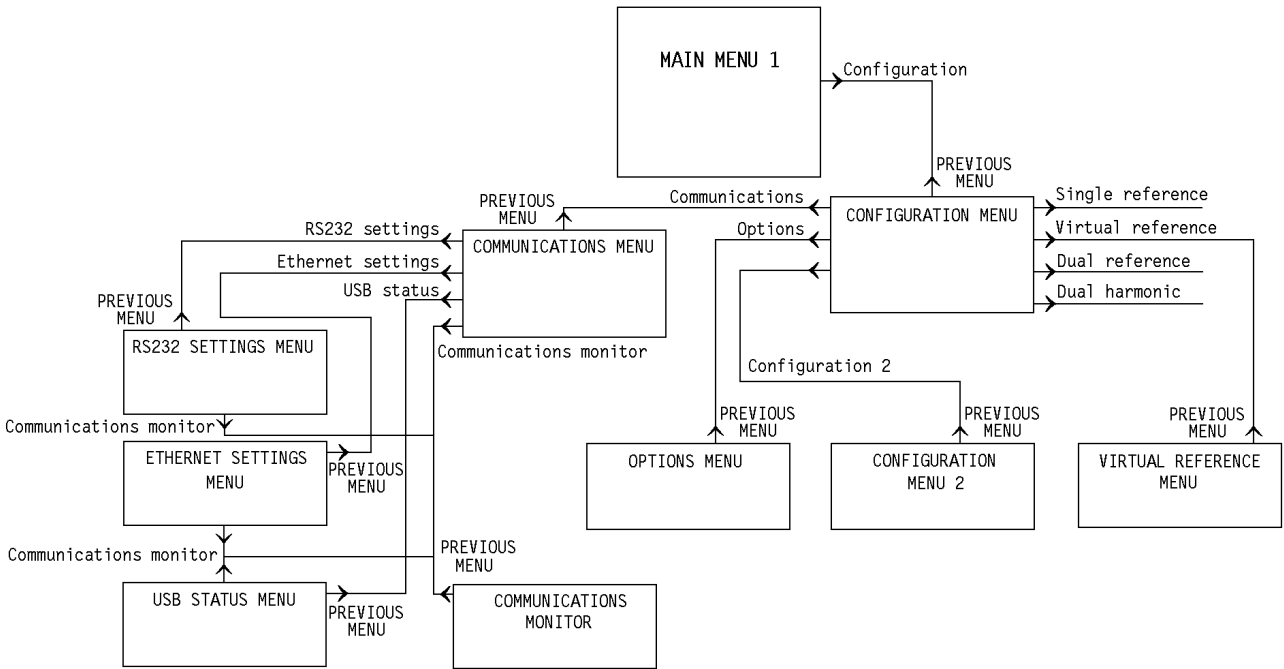 MAIN MENU 1
Configuration
PREVIOUS
MENU
Communications
CONFIGURATION MENU
Single reference
Options
Virtual reference
Dual reference
Dual harmonic
PREVIOUS
MENU
RS232 settings
COMMUNICATIONS MENU
Ethernet settings
USB status
PREVIOUS
MENU
RS232 SETTINGS MENU
Communications monitor
Configuration 2
Communications monitor
PREVIOUS
MENU
PREVIOUS
MENU
PREVIOUS
MENU
ETHERNET SETTINGS
MENU
PREVIOUS
MENU
OPTIONS MENU
CONFIGURATION
MENU 2
VIRTUAL REFERENCE
MENU
Communications monitor
PREVIOUS
MENU
USB STATUS MENU
PREVIOUS
MENU
COMMUNICATIONS
MONITOR